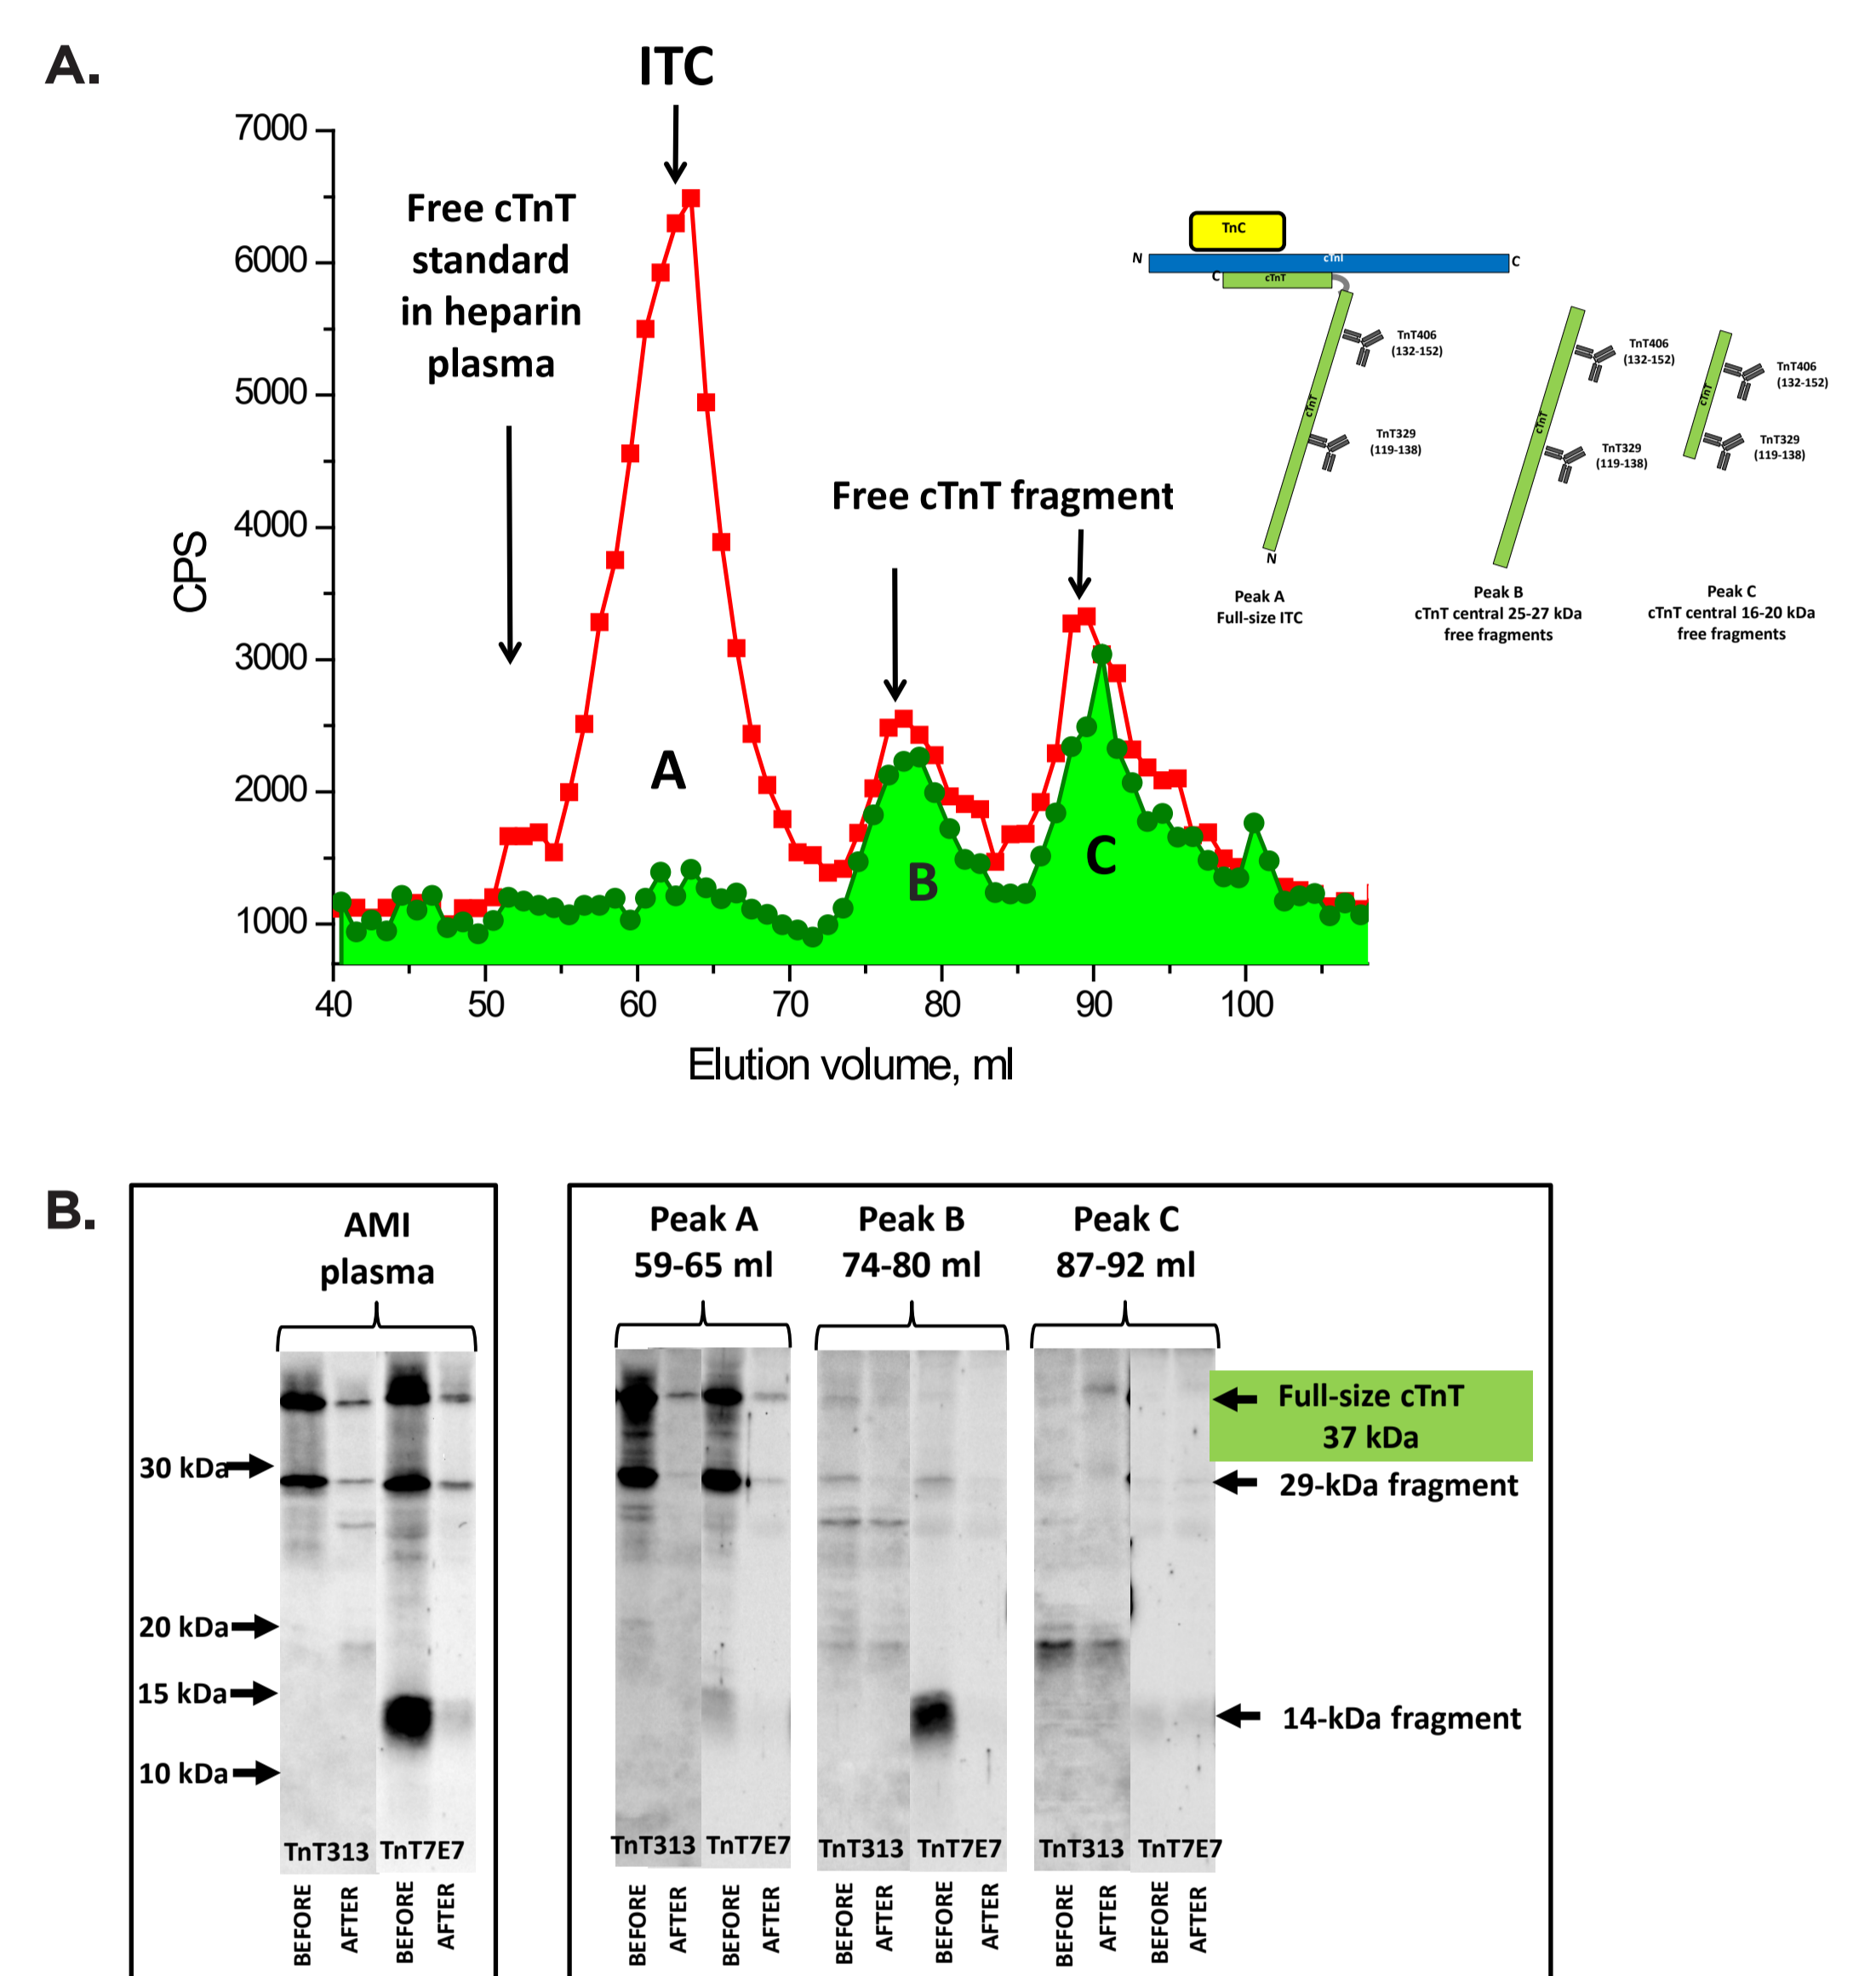 A.
ITC
Free cTnT
standard
in heparin
plasma
Free cTnT fragment
CPS
7000
6000
5000
4000
3000
2000
1000
40
50
60
70
80
90
100
Elution volume, ml
A
B
C
TnC
N
cTnI
C
C
cTnT
cTnT
N
TnT406
(132-152)
TnT329
(119-138)
Peak A
Full-size ITC
cTnT
TnT406
(132-152)
TnT329
(119-138)
Peak B
cTnT central 25-27 kDa
free fragments
cTnT
TnT406
(132-152)
TnT329
(119-138)
Peak C
cTnT central 16-20 kDa
free fragments
B.
AMI
plasma
30 kDa
20 kDa
15 kDa
10 kDa
TnT313
TnT7E7
BEFORE
AFTER
BEFORE
AFTER
Peak A
59-65 ml
Peak B
74-80 ml
Peak C
87-92 ml
Full-size cTnT
37 kDa
29-kDa fragment
14-kDa fragment
TnT313
TnT7E7
TnT313
TnT7E7
TnT313
TnT7E7
BEFORE
AFTER
BEFORE
AFTER
BEFORE
AFTER
BEFORE
AFTER
BEFORE
AFTER
BEFORE
AFTER